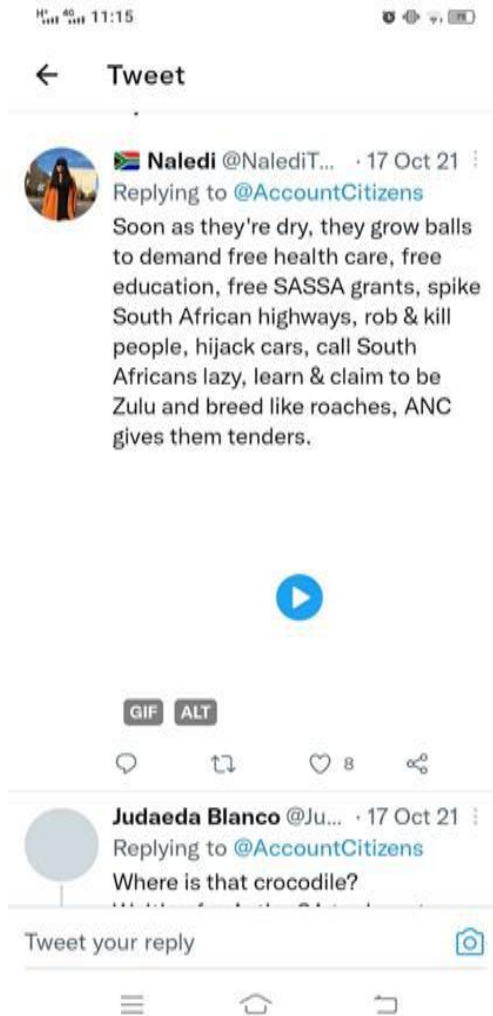 11:15
Tweet
Naledi @NalediT... · 17 Oct 21
Replying to @AccountCitizens
Soon as they're dry, they grow balls
to demand free health care, free
education, free SASSA grants, spike
South African highways, rob & kill
people, hijack cars, call South
Africans lazy, learn & claim to be
Zulu and breed like roaches, ANC
gives them tenders.
GIF ALT
8
Judaeda Blanco @Ju... · 17 Oct 21
Replying to @AccountCitizens
Where is that crocodile?
Tweet your reply